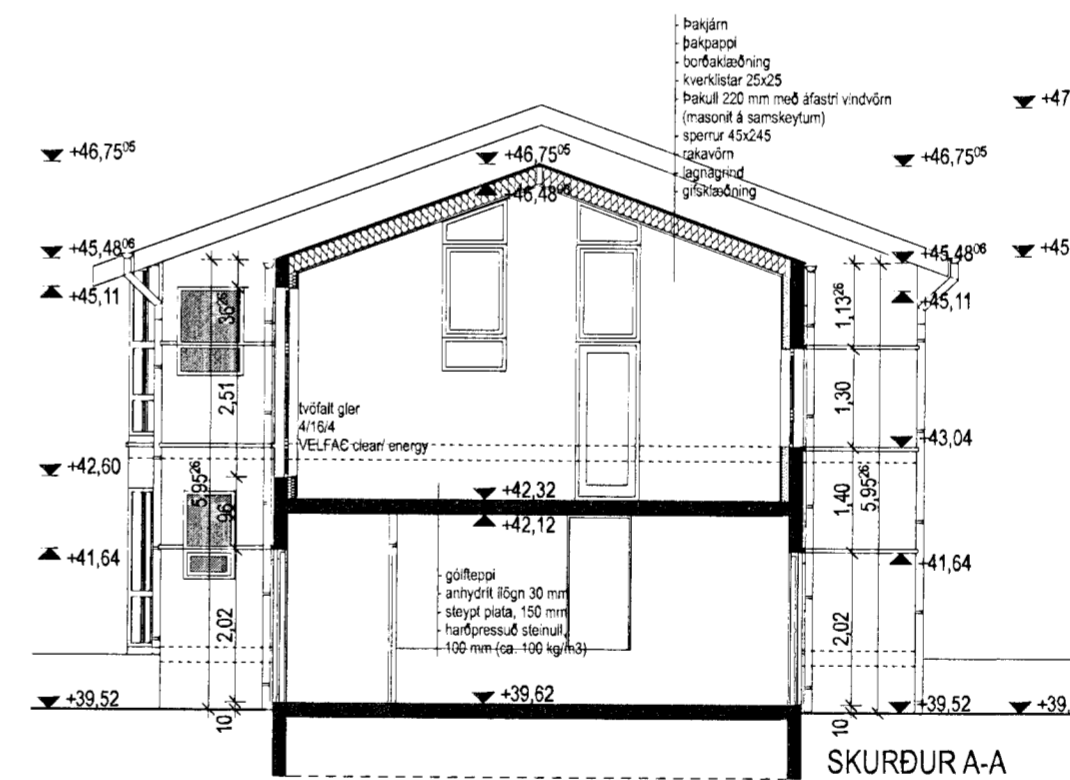 Þakjárn
þakpappi
borðaklæðning
kverklistar 25x25
Þakull 220 mm með áfastri vindvörn
(masonit á samskeytum)
sperrur 45x245
rakavörn
lagnagrind
gifsklæðning
+47
+46,75⁰⁵
+46,75⁰⁵
+46,75⁰⁵
+46,48⁰⁶
+45,48⁰⁶
+45,48⁰⁶
+45
+45,11
+45,11
36²⁶
1,13²⁶
2,51
1,30
tvöfalt gler
4/16/4
VELFAC clear/ energy
+43,04
+42,60
5,95²⁶
96
+42,32
+42,12
1,40
5,95²⁶
+41,64
+41,64
gólfteppi
anhydrit ílögn 30 mm
steypt plata, 150 mm
harðpressuð steinull,
100 mm (ca. 100 kg/m3)
2,02
2,02
+39,52
+39,62
+39,52
+39,
10
10
SKURÐUR A-A